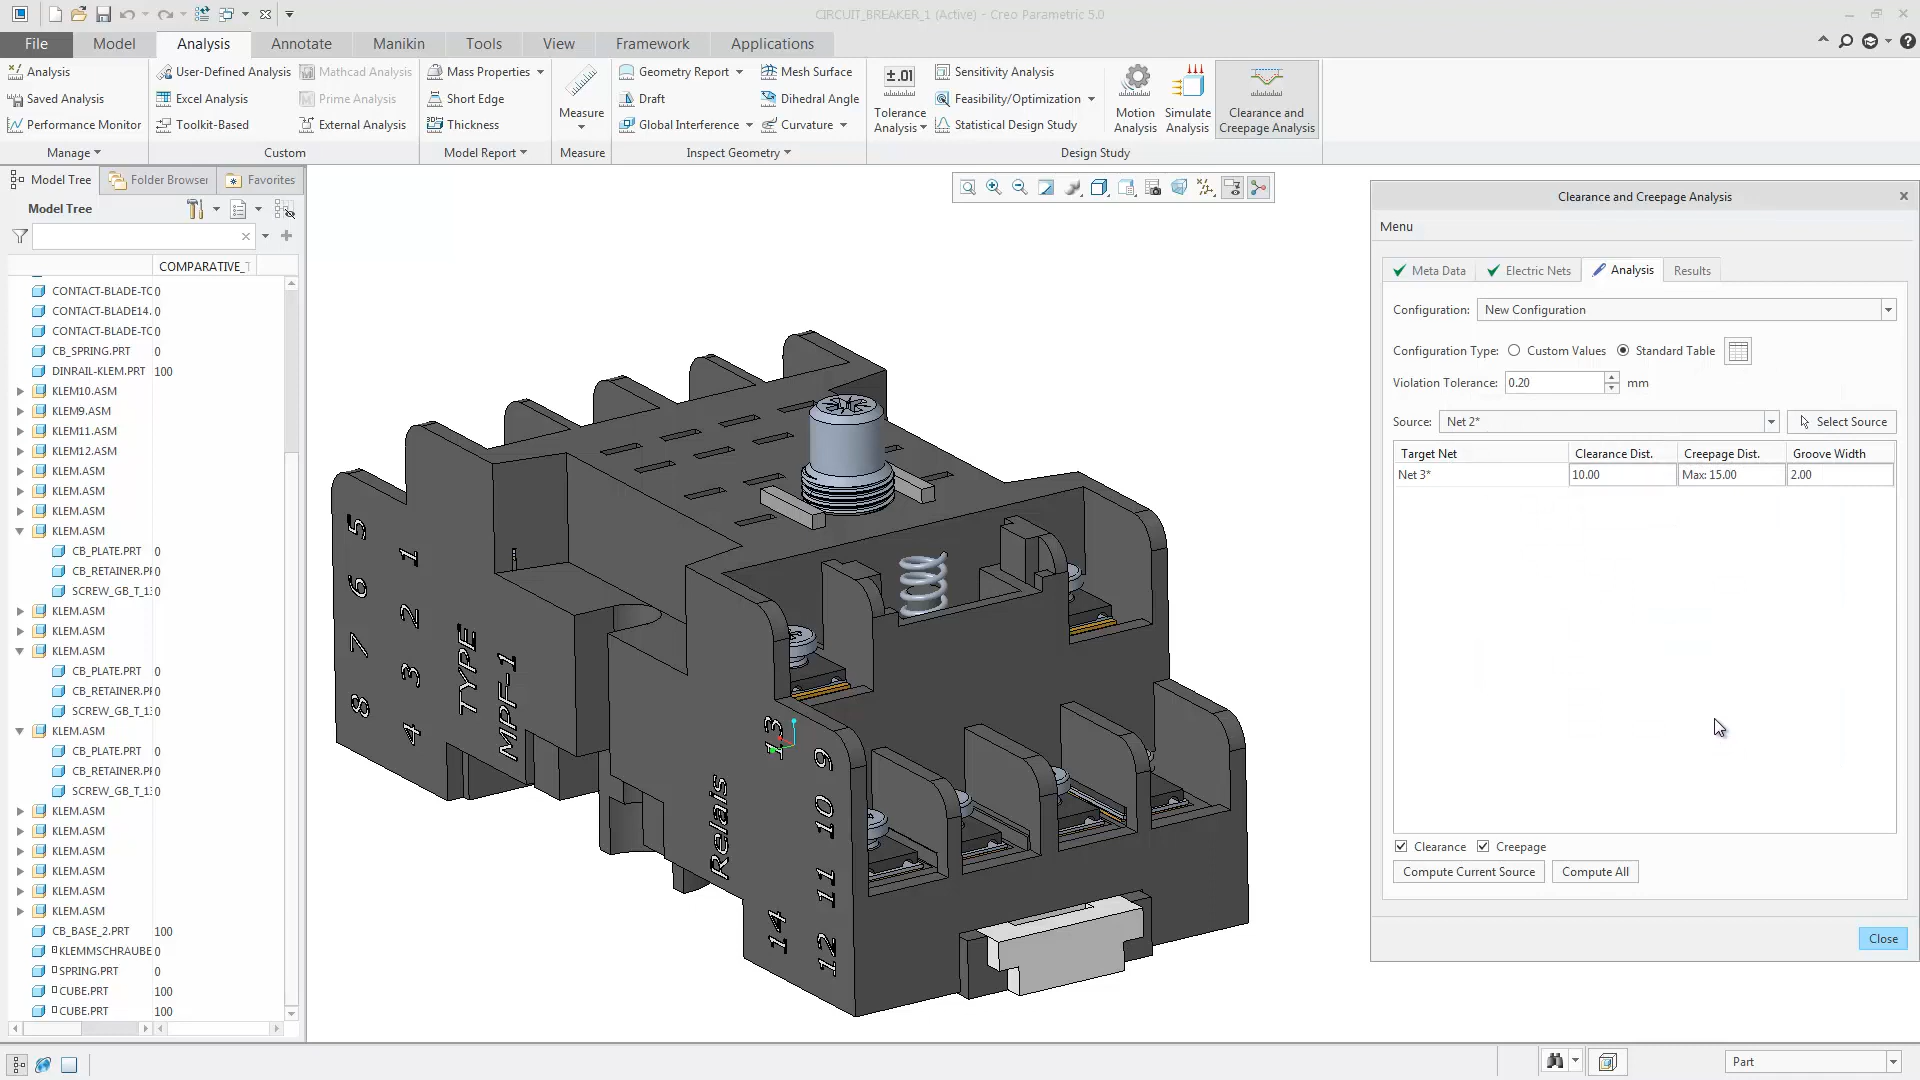 CIRCUIT_BREAKER_1 (Active) - Creo Parametric 5.0
File
Model
Analysis
Annotate
Manikin
Tools
View
Framework
Applications
Analysis
Saved Analysis
Performance Monitor
Manage
User-Defined Analysis
Excel Analysis
Toolkit-Based
Mathcad Analysis
Prime Analysis
External Analysis
Custom
Mass Properties
Short Edge
Thickness
Model Report
Measure
Measure
Geometry Report
Draft
Global Interference
Mesh Surface
Dihedral Angle
Curvature
Inspect Geometry
±.01
Tolerance
Analysis
Sensitivity Analysis
Feasibility/Optimization
Statistical Design Study
Motion
Analysis
Simulate
Analysis
Clearance and
Creepage Analysis
Design Study
Model Tree
Folder Browser
Favorites
Model Tree
COMPARATIVE_T
CONTACT-BLADE-TC 0
CONTACT-BLADE14. 0
CONTACT-BLADE-TC 0
CB_SPRING.PRT 0
DINRAIL-KLEM.PRT 100
KLEM10.ASM
KLEM9.ASM
KLEM11.ASM
KLEM12.ASM
KLEM.ASM
KLEM.ASM
KLEM.ASM
KLEM.ASM
CB_PLATE.PRT 0
CB_RETAINER.PF 0
SCREW_GB_T_13 0
KLEM.ASM
KLEM.ASM
KLEM.ASM
CB_PLATE.PRT 0
CB_RETAINER.PF 0
SCREW_GB_T_13 0
KLEM.ASM
CB_PLATE.PRT 0
CB_RETAINER.PF 0
SCREW_GB_T_13 0
KLEM.ASM
KLEM.ASM
KLEM.ASM
KLEM.ASM
KLEM.ASM
KLEM.ASM
CB_BASE_2.PRT 100
KLEMMSCHRAUBE 0
SPRING.PRT 0
CUBE.PRT 100
CUBE.PRT 100
5
6
7
8
1
2
3
4
TYPE
MPF-1
Relais
13
14
9
10
11
12
Clearance and Creepage Analysis
Menu
Meta Data
Electric Nets
Analysis
Results
Configuration: New Configuration
Configuration Type: Custom Values Standard Table
Violation Tolerance: 0.20 mm
Source: Net 2* Select Source
Target Net Clearance Dist. Creepage Dist. Groove Width
Net 3* 10.00 Max: 15.00 2.00
Clearance Creepage
Compute Current Source Compute All
Close
Part